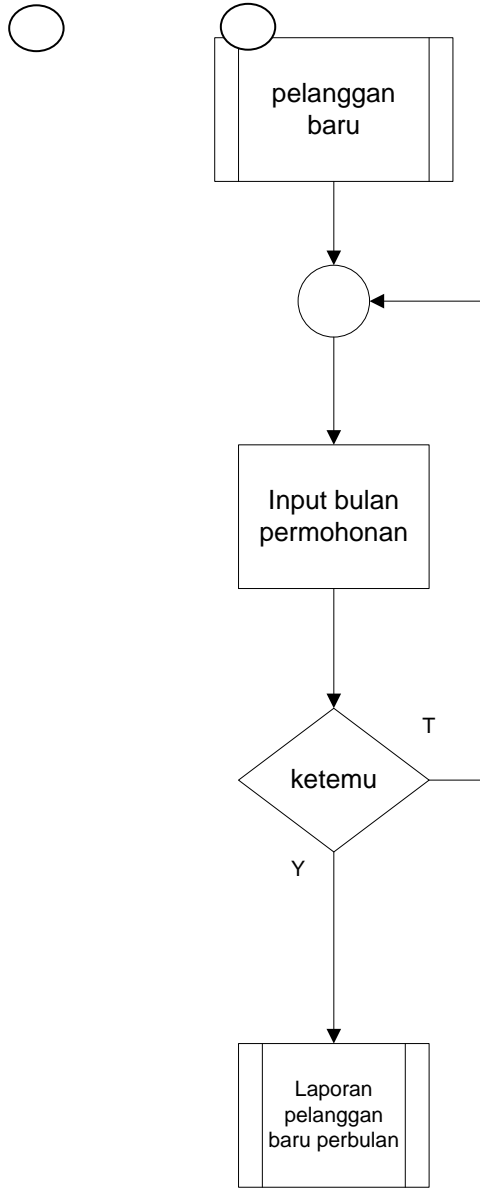 pelanggan
baru
Input bulan
permohonan
T
ketemu
Y
Laporan
pelanggan
baru perbulan